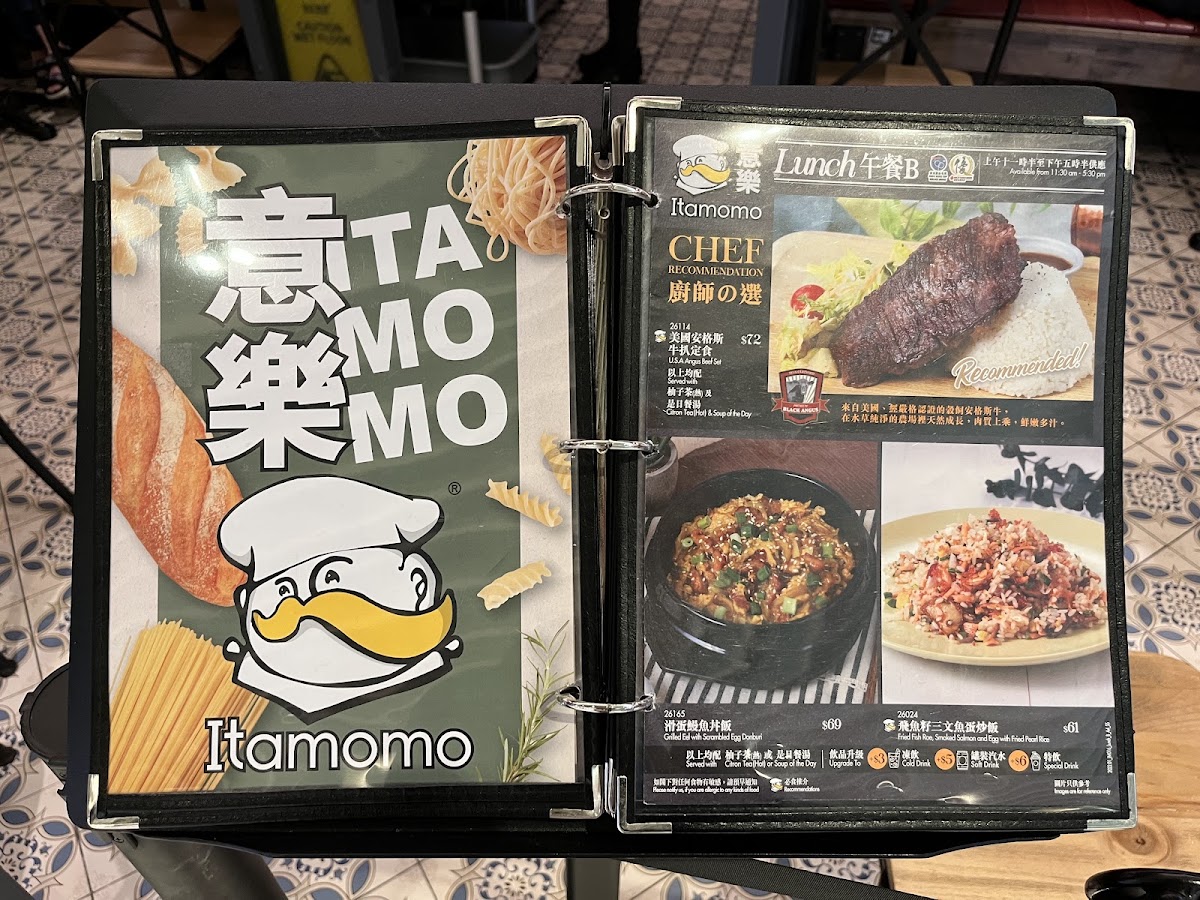 CAUTION
WET FLOOR
意樂
ITA
MO
MO
®
Itamomo
意樂
Itamomo
Lunch 午餐B
上午十一時半至下午五時半供應
Available from 11:30 am - 5:30 pm
CHEF
RECOMMENDATION
廚師の選
26114
美國安格斯
牛扒定食
$72
U.S.A Angus Beef Set
以上均配
Served with
柚子茶(熱) 及
是日餐湯
Citron Tea(Hot) & Soup of the Day
Recommended!
BLACK ANGUS
來自美國、經嚴格認證的穀飼安格斯牛，
在水草純淨的農場裡天然成長，肉質上乘，鮮嫩多汁。
26165
滑蛋鰻魚丼飯
$69
Grilled Eel with Scrambled Egg Donburi
26024
飛魚籽三文魚蛋炒飯
$61
Fried Fish Roe, Smoked Salmon and Egg with Fried Pearl Rice
以上均配 柚子茶(熱) 或 是日餐湯
Served with Citron Tea(Hot) or Soup of the Day
飲品升級
Upgrade To
+$3 凍飲
Cold Drink
+$5 罐裝汽水
Soft Drink
+$6 特飲
Special Drink
如閣下對任何食物有敏感，請預早通知
Please notify us, if you are allergic to any kinds of food
必食推介
Recommendations
圖片只供參考
Images are for reference only